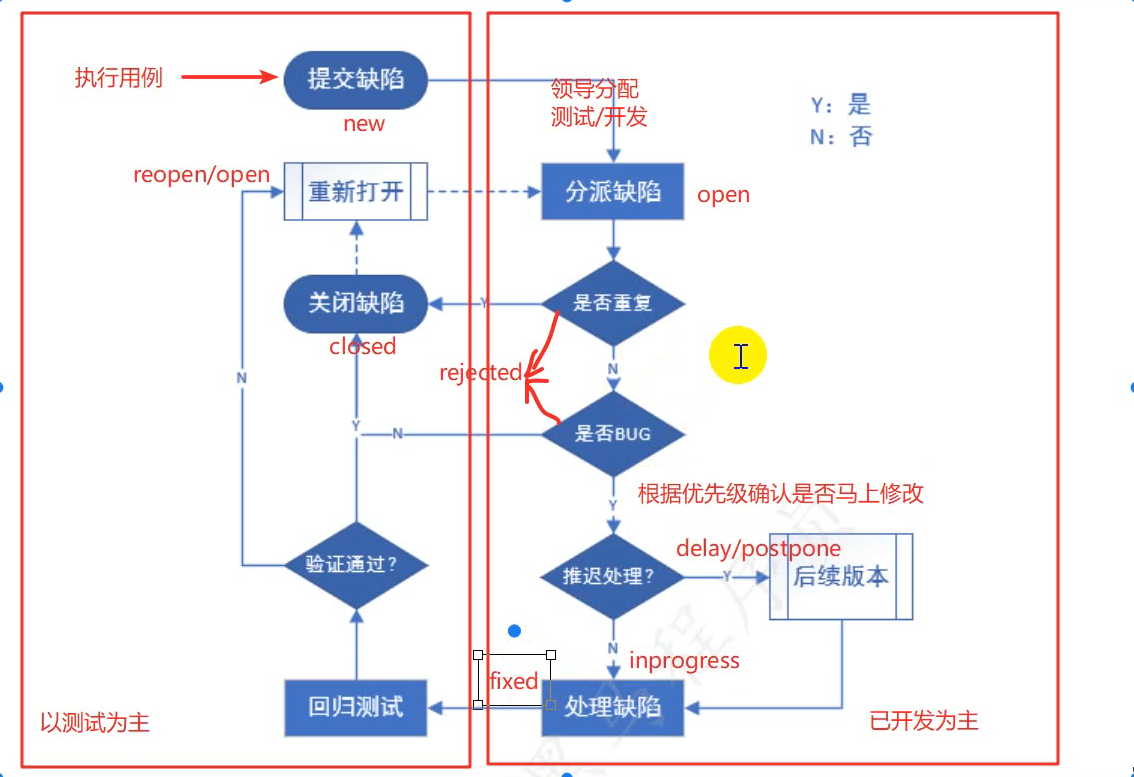 执行用例
提交缺陷
new
领导分配
测试/开发
Y：是
N：否
reopen/open
重新打开
分派缺陷
open
关闭缺陷
closed
Y
是否重复
rejected
N
N
Y
N
是否BUG
Y
根据优先级确认是否马上修改
验证通过？
推迟处理？
Y
delay/postpone
后续版本
N
inprogress
fixed
回归测试
处理缺陷
以测试为主
已开发为主